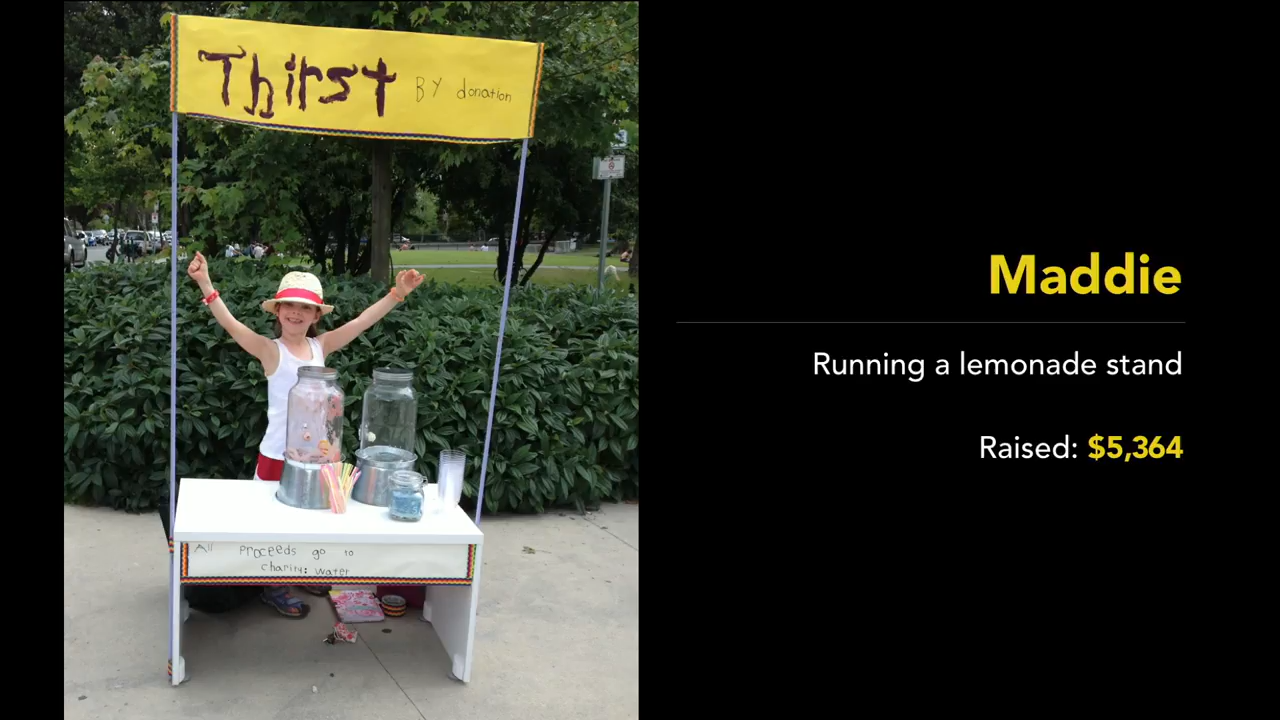 Thirst BY donation
All Proceeds go to
charity: water
Maddie
Running a lemonade stand
Raised: $5,364